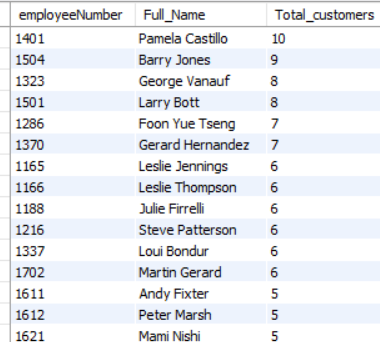 employeeNumber Full_Name Total_customers
1401 Pamela Castillo 10
1504 Barry Jones 9
1323 George Vanauf 8
1501 Larry Bott 8
1286 Foon Yue Tseng 7
1370 Gerard Hernandez 7
1165 Leslie Jennings 6
1166 Leslie Thompson 6
1188 Julie Firrelli 6
1216 Steve Patterson 6
1337 Loui Bondur 6
1702 Martin Gerard 6
1611 Andy Fixter 5
1612 Peter Marsh 5
1621 Mami Nishi 5